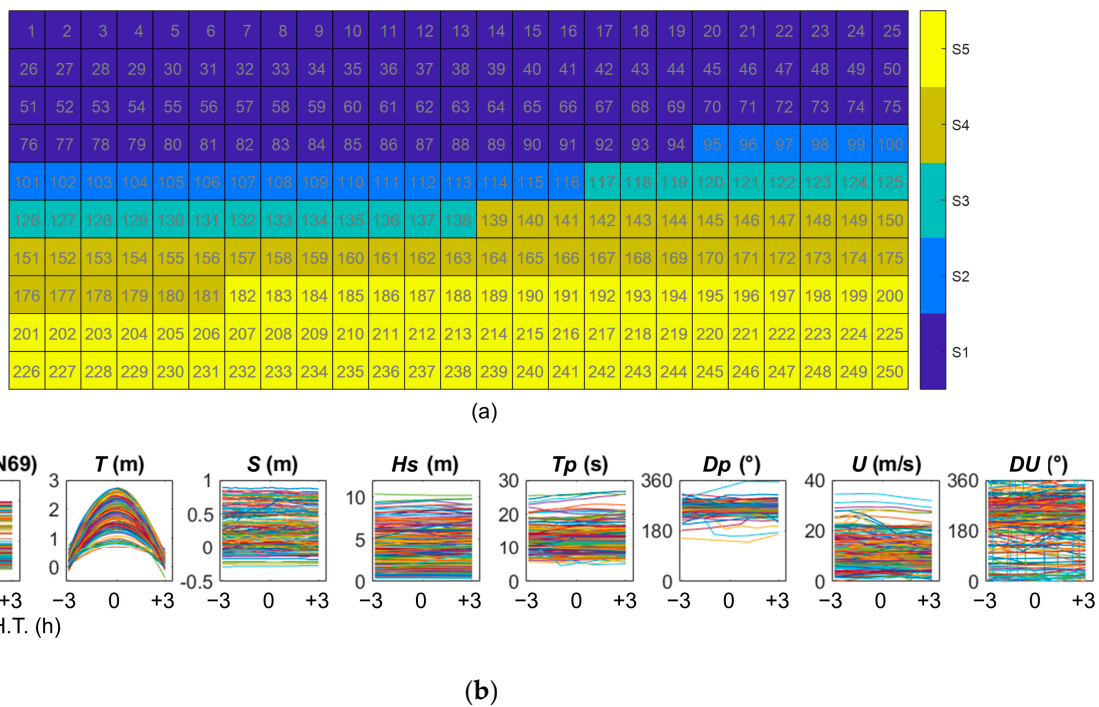 1 2 3 4 5 6 7 8 9 10 11 12 13 14 15 16 17 18 19 20 21 22 23 24 25
26 27 28 29 30 31 32 33 34 35 36 37 38 39 40 41 42 43 44 45 46 47 48 49 50
51 52 53 54 55 56 57 58 59 60 61 62 63 64 65 66 67 68 69 70 71 72 73 74 75
76 77 78 79 80 81 82 83 84 85 86 87 88 89 90 91 92 93 94 95 96 97 98 99 100
101 102 103 104 105 106 107 108 109 110 111 112 113 114 115 116 117 118 119 120 121 122 123 124 125
126 127 128 129 130 131 132 133 134 135 136 137 138 139 140 141 142 143 144 145 146 147 148 149 150
151 152 153 154 155 156 157 158 159 160 161 162 163 164 165 166 167 168 169 170 171 172 173 174 175
176 177 178 179 180 181 182 183 184 185 186 187 188 189 190 191 192 193 194 195 196 197 198 199 200
201 202 203 204 205 206 207 208 209 210 211 212 213 214 215 216 217 218 219 220 221 222 223 224 225
226 227 228 229 230 231 232 233 234 235 236 237 238 239 240 241 242 243 244 245 246 247 248 249 250
S5
S4
S3
S2
S1
(a)
N69) T (m) S (m) Hs (m) Tp (s) Dp (°) U (m/s) DU (°)
3 1 10 30 360 40 360
2 0.5 5 20 180 20 180
1 0 0 10 0 0 0
0 -0.5 0
+3 −3 0 +3 −3 0 +3 −3 0 +3 −3 0 +3 −3 0 +3 −3 0 +3 −3 0 +3
H.T. (h)
(b)